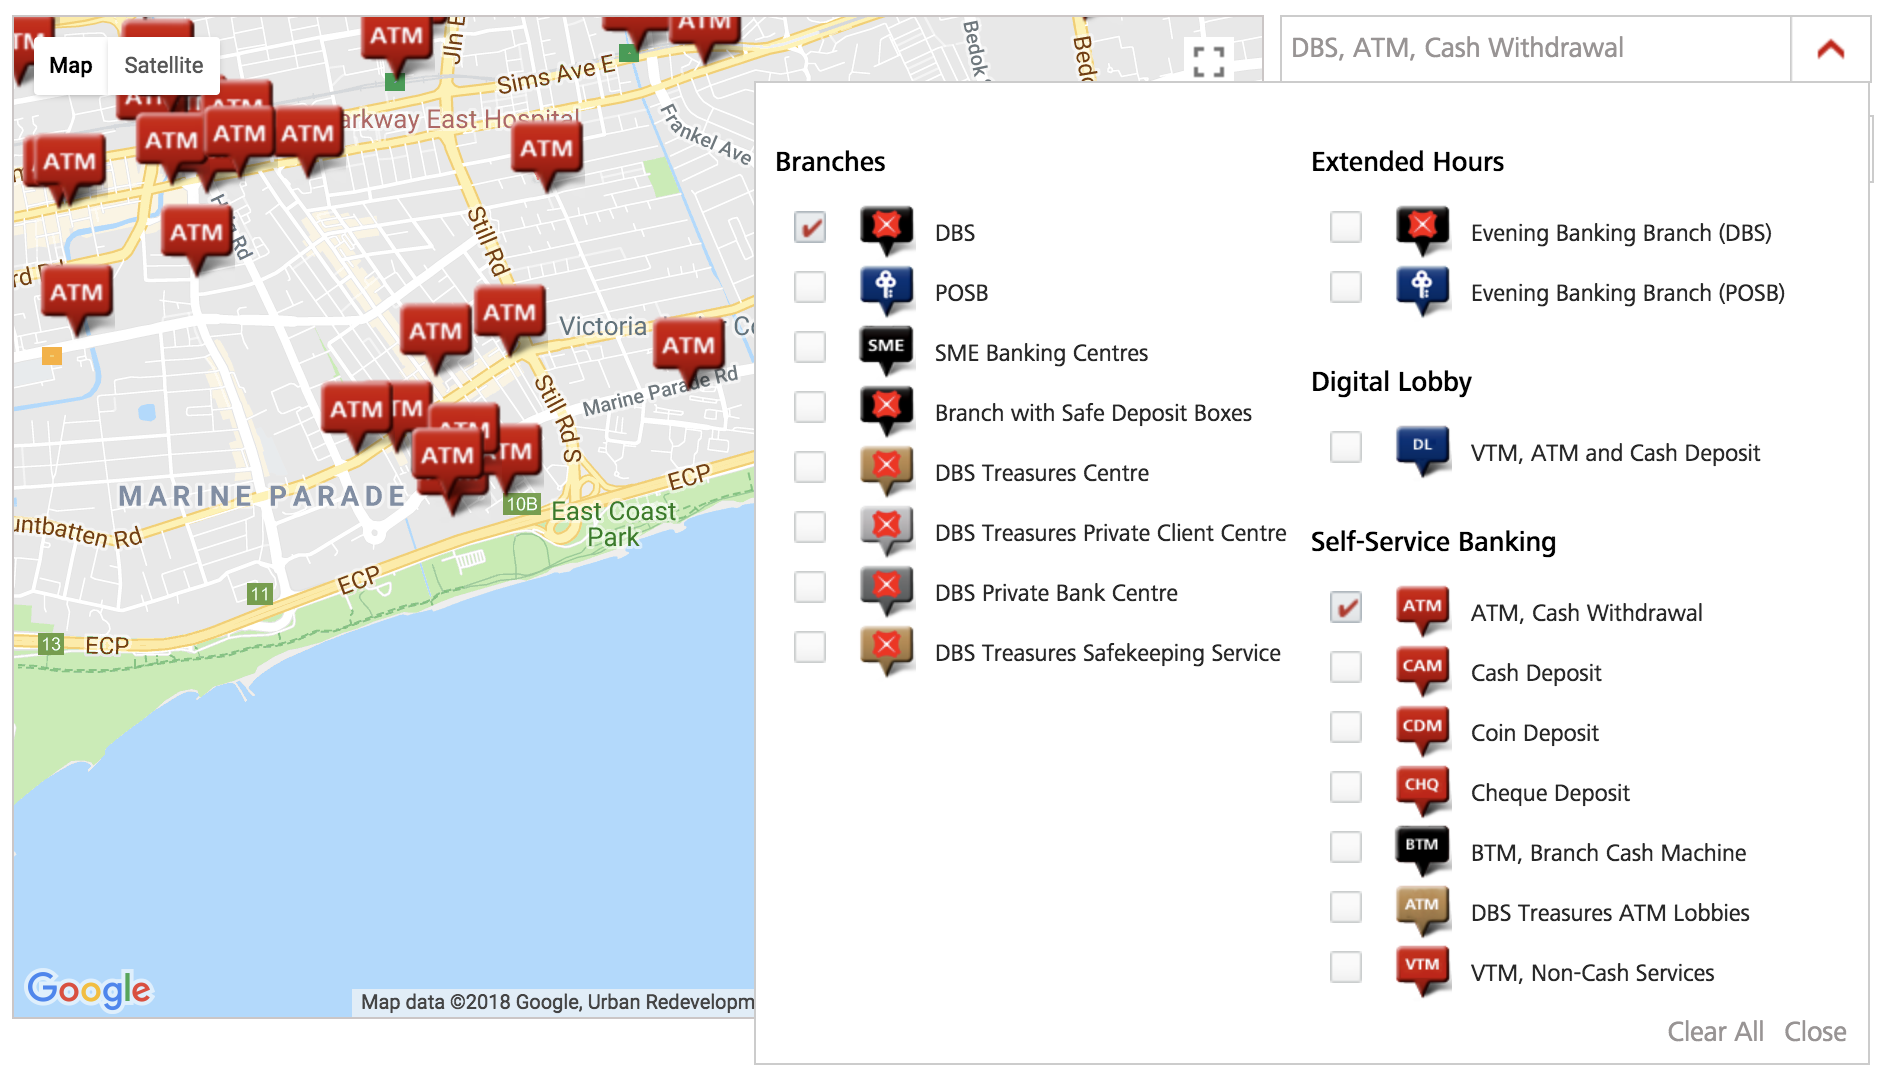 Map
Satellite
DBS, ATM, Cash Withdrawal
ATM
ATM
ATM
Jln E
Sims Ave E
Bedok
Bedo
arkway East Hospital
Frankel Ave
ATM
ATM
ATM
ATM
ATM
ATM
ATM
Still Rd
ATM
ATM
ATM
Victoria
ATM
Marine Parade Rd
ATM
ATM
ATM
ATM
ATM
Still Rd S
MARINE PARADE
10B
ECP
East Coast
Park
untbatten Rd
ECP
11
13
ECP
Google
Map data ©2018 Google, Urban Redevelopm
Branches
DBS
POSB
SME
SME Banking Centres
Branch with Safe Deposit Boxes
DBS Treasures Centre
DBS Treasures Private Client Centre
DBS Private Bank Centre
DBS Treasures Safekeeping Service
Extended Hours
Evening Banking Branch (DBS)
Evening Banking Branch (POSB)
Digital Lobby
DL
VTM, ATM and Cash Deposit
Self-Service Banking
ATM
ATM, Cash Withdrawal
CAM
Cash Deposit
CDM
Coin Deposit
CHQ
Cheque Deposit
BTM
BTM, Branch Cash Machine
ATM
DBS Treasures ATM Lobbies
VTM
VTM, Non-Cash Services
Clear All
Close